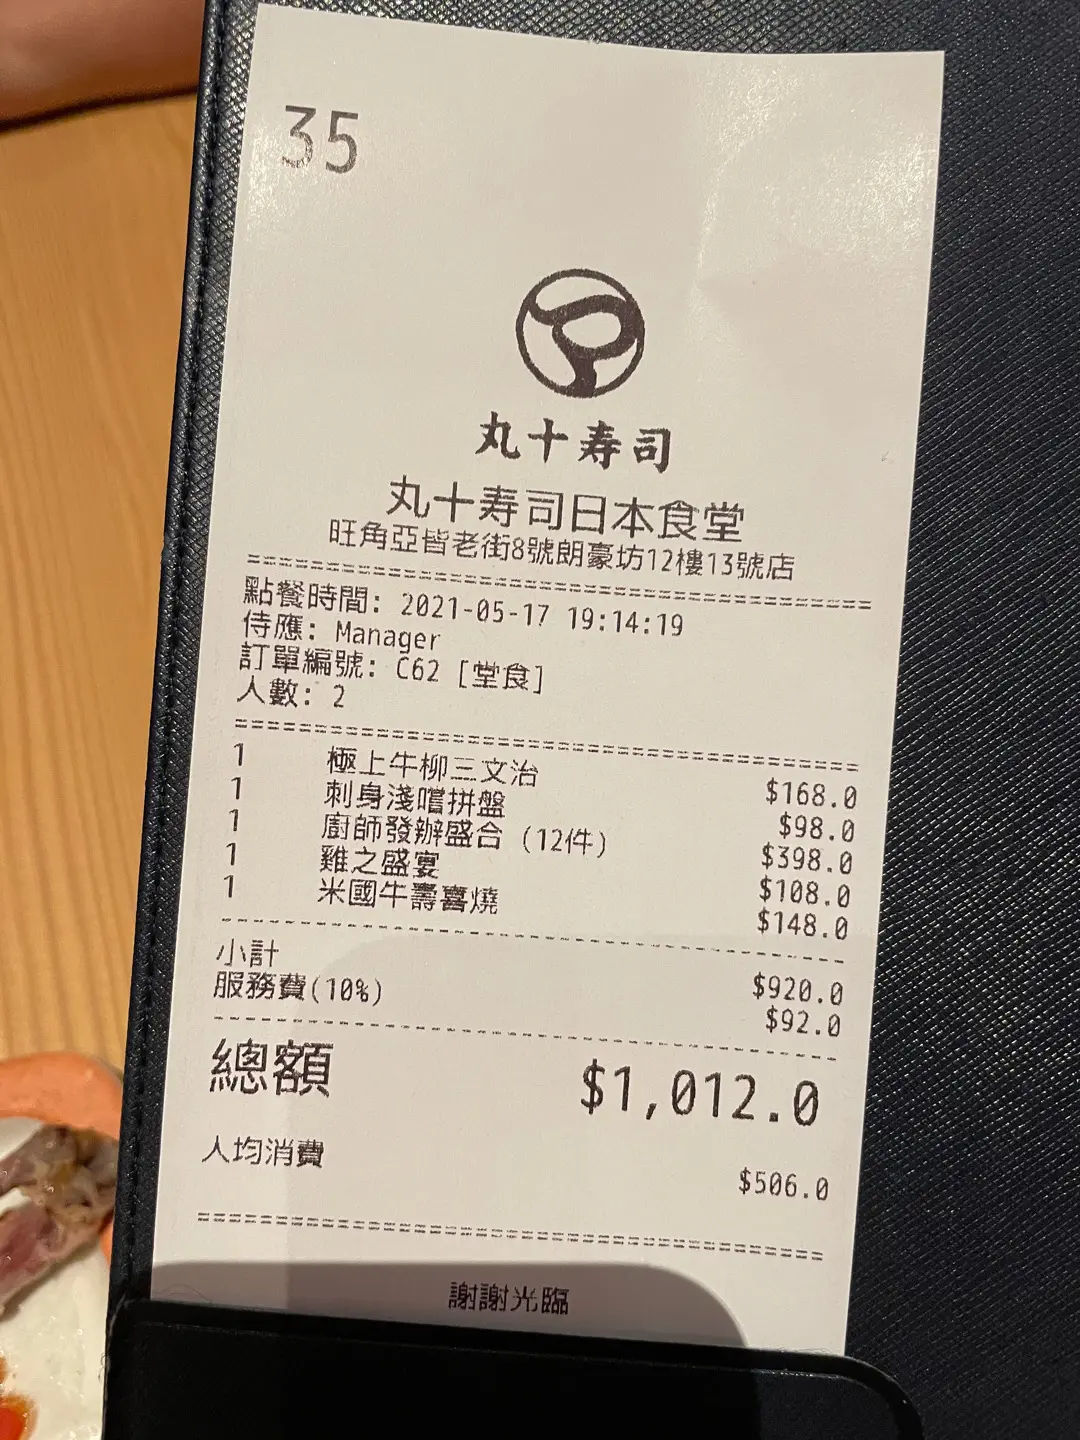 35
丸十寿司
丸十寿司日本食堂
旺角亞皆老街8號朗豪坊12樓13號店
點餐時間: 2021-05-17 19:14:19
侍應: Manager
訂單編號: C62 [堂食]
人數: 2
1 極上牛柳三文治 $168.0
1 刺身淺嚐拼盤 $98.0
1 廚師發辦盛合 (12件) $398.0
1 雞之盛宴 $108.0
1 米國牛壽喜燒 $148.0
小計 $920.0
服務費(10%) $92.0
總額 $1,012.0
人均消費 $506.0
謝謝光臨